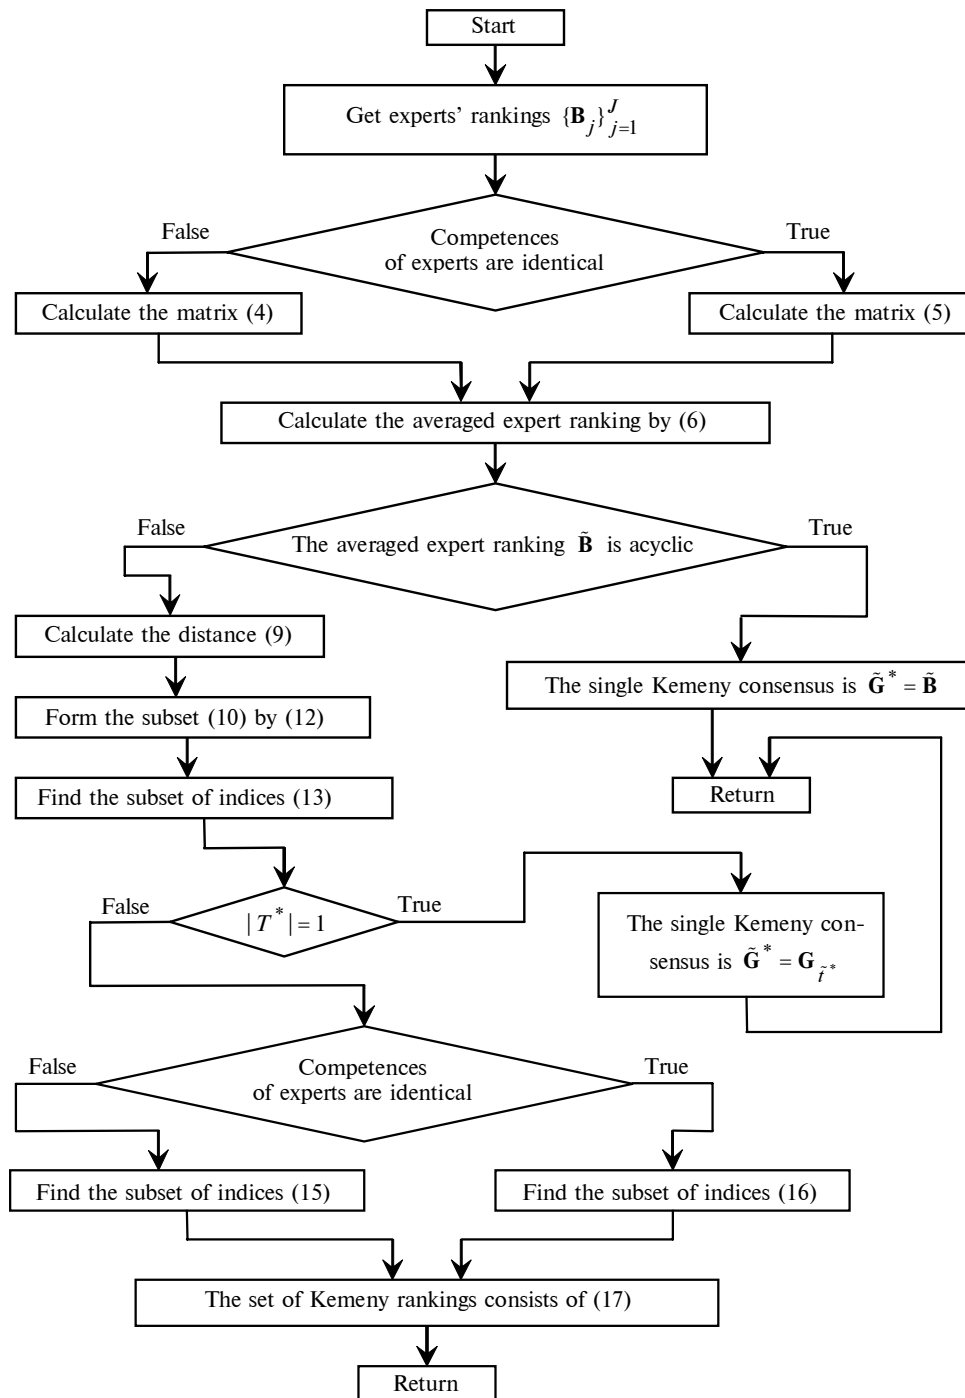 Start
Get experts' rankings {𝐁_j}_{j=1}^J
False
True
Competences
of experts are identical
Calculate the matrix (4)
Calculate the matrix (5)
Calculate the averaged expert ranking by (6)
False
True
The averaged expert ranking 𝐁̃ is acyclic
Calculate the distance (9)
The single Kemeny consensus is 𝐆̃* = 𝐁̃
Form the subset (10) by (12)
Find the subset of indices (13)
Return
False
|T*| = 1
True
The single Kemeny con-
sensus is 𝐆̃* = 𝐆_{t̃*}
False
True
Competences
of experts are identical
Find the subset of indices (15)
Find the subset of indices (16)
The set of Kemeny rankings consists of (17)
Return